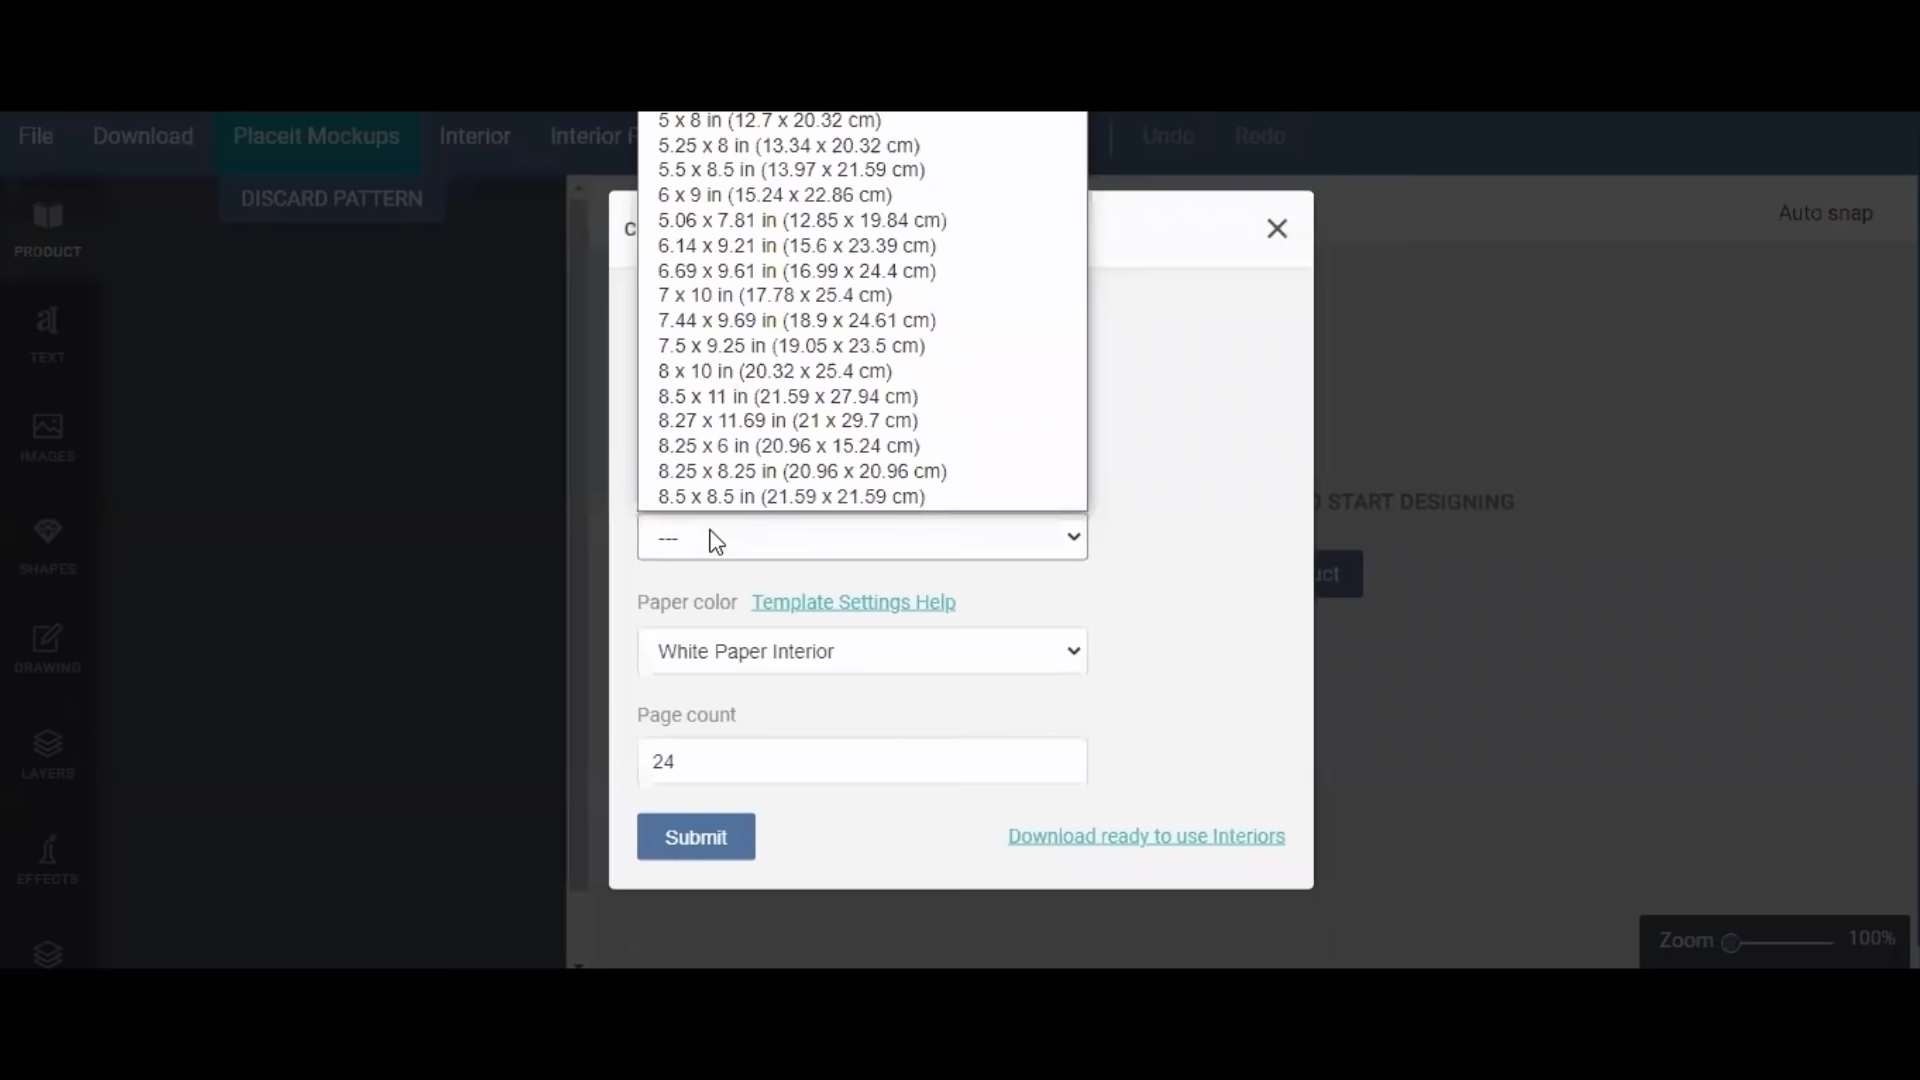 File Download Placeit Mockups Interior Interior Undo Redo
DISCARD PATTERN
Auto snap
PRODUCT
TEXT
IMAGES
SHAPES
DRAWING
LAYERS
EFFECTS
5 x 8 in (12.7 x 20.32 cm)
5.25 x 8 in (13.34 x 20.32 cm)
5.5 x 8.5 in (13.97 x 21.59 cm)
6 x 9 in (15.24 x 22.86 cm)
5.06 x 7.81 in (12.85 x 19.84 cm)
6.14 x 9.21 in (15.6 x 23.39 cm)
6.69 x 9.61 in (16.99 x 24.4 cm)
7 x 10 in (17.78 x 25.4 cm)
7.44 x 9.69 in (18.9 x 24.61 cm)
7.5 x 9.25 in (19.05 x 23.5 cm)
8 x 10 in (20.32 x 25.4 cm)
8.5 x 11 in (21.59 x 27.94 cm)
8.27 x 11.69 in (21 x 29.7 cm)
8.25 x 6 in (20.96 x 15.24 cm)
8.25 x 8.25 in (20.96 x 20.96 cm)
8.5 x 8.5 in (21.59 x 21.59 cm)
---
Paper color Template Settings Help
White Paper Interior
Page count
24
Submit
Download ready to use Interiors
START DESIGNING
Zoom 100%